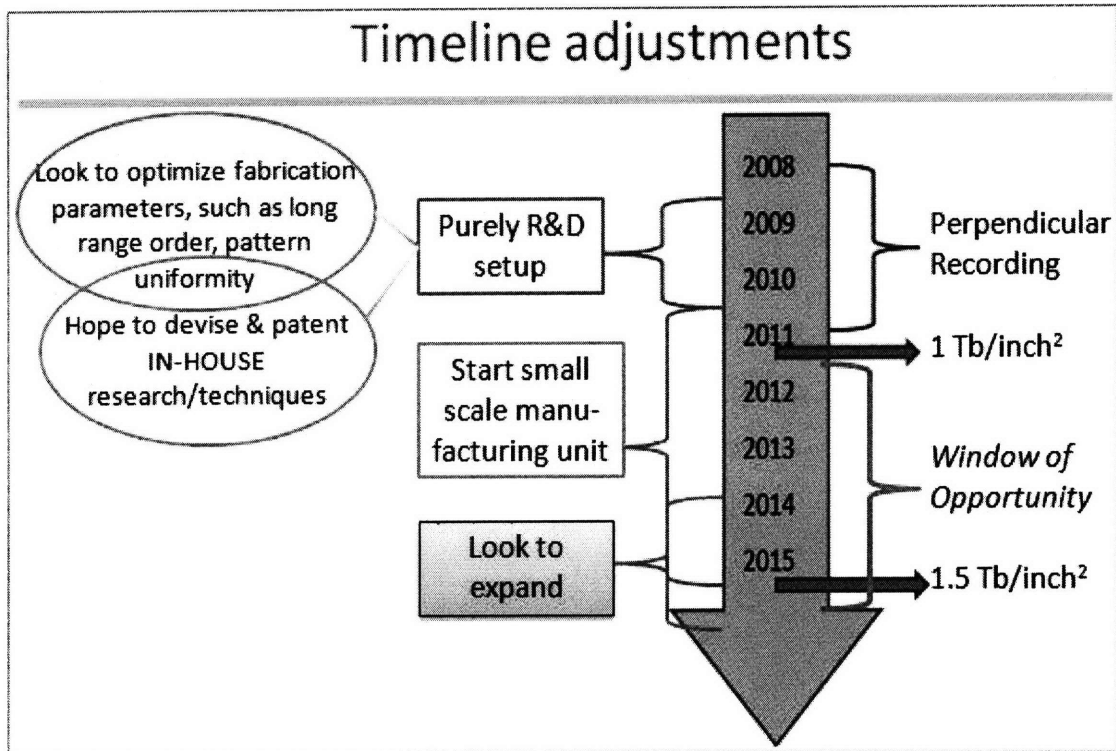 Timeline adjustments
Look to optimize fabrication
parameters, such as long
range order, pattern
uniformity
Hope to devise & patent
IN-HOUSE
research/techniques
Purely R&D
setup
Start small
scale manu-
facturing unit
Look to
expand
2008
2009
2010
2011
2012
2013
2014
2015
Perpendicular
Recording
1 Tb/inch²
Window of
Opportunity
1.5 Tb/inch²